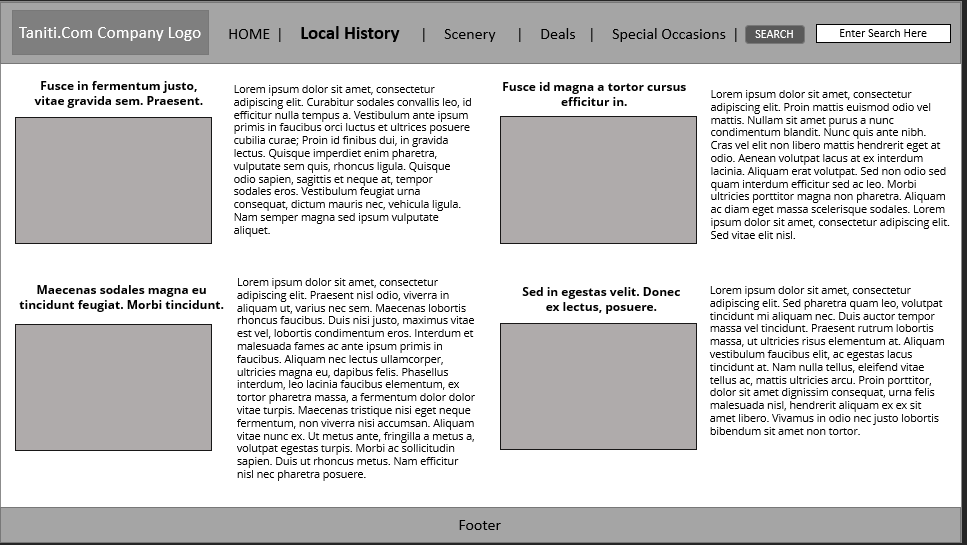 Taniti.Com Company Logo
HOME | Local History | Scenery | Deals | Special Occasions | SEARCH Enter Search Here
Fusce in fermentum justo,
vitae gravida sem. Praesent.
Lorem ipsum dolor sit amet, consectetur
adipiscing elit. Curabitur sodales convallis leo, id
efficitur nulla tempus a. Vestibulum ante ipsum
primis in faucibus orci luctus et ultrices posuere
cubilia curae; Proin id finibus dui, in gravida
lectus. Quisque imperdiet enim pharetra,
vulputate sem quis, rhoncus ligula. Quisque
odio sapien, sagittis et neque at, tempor
sodales eros. Vestibulum feugiat urna
consequat, dictum mauris nec, vehicula ligula.
Nam semper magna sed ipsum vulputate
aliquet.
Fusce id magna a tortor cursus
efficitur in.
Lorem ipsum dolor sit amet, consectetur
adipiscing elit. Proin mattis euismod odio vel
mattis. Nullam sit amet purus a nunc
condimentum blandit. Nunc quis ante nibh.
Cras vel elit non libero mattis hendrerit eget at
odio. Aenean volutpat lacus at ex interdum
lacinia. Aliquam erat volutpat. Sed non odio sed
quam interdum efficitur sed ac leo. Morbi
ultricies porttitor magna non pharetra. Aliquam
ac diam eget massa scelerisque sodales. Lorem
ipsum dolor sit amet, consectetur adipiscing elit.
Sed vitae elit nisl.
Maecenas sodales magna eu
tincidunt feugiat. Morbi tincidunt.
Lorem ipsum dolor sit amet, consectetur
adipiscing elit. Praesent nisl odio, viverra in
aliquam ut, varius nec sem. Maecenas lobortis
rhoncus faucibus. Duis nisi justo, maximus vitae
est vel, lobortis condimentum eros. Interdum et
malesuada fames ac ante ipsum primis in
faucibus. Aliquam nec lectus ullamcorper,
ultricies magna eu, dapibus felis. Phasellus
interdum, leo lacinia faucibus elementum, ex
tortor pharetra massa, a fermentum dolor dolor
vitae turpis. Maecenas tristique nisi eget neque
fermentum, non viverra nisi accumsan. Aliquam
vitae nunc ex. Ut metus ante, fringilla a metus a,
volutpat egestas turpis. Morbi ac sollicitudin
sapien. Duis ut rhoncus metus. Nam efficitur
nisl nec pharetra posuere.
Sed in egestas velit. Donec
ex lectus, posuere.
Lorem ipsum dolor sit amet, consectetur
adipiscing elit. Sed pharetra quam leo, volutpat
tincidunt mi aliquam nec. Duis auctor tempor
massa vel tincidunt. Praesent rutrum lobortis
massa, ut ultricies risus elementum at. Aliquam
vestibulum faucibus elit, ac egestas lacus
tincidunt at. Nam nulla tellus, eleifend vitae
tellus ac, mattis ultricies arcu. Proin porttitor,
dolor sit amet dignissim consequat, urna felis
malesuada nisl, hendrerit aliquam ex ex sit
amet libero. Vivamus in odio nec justo lobortis
bibendum sit amet non tortor.
Footer